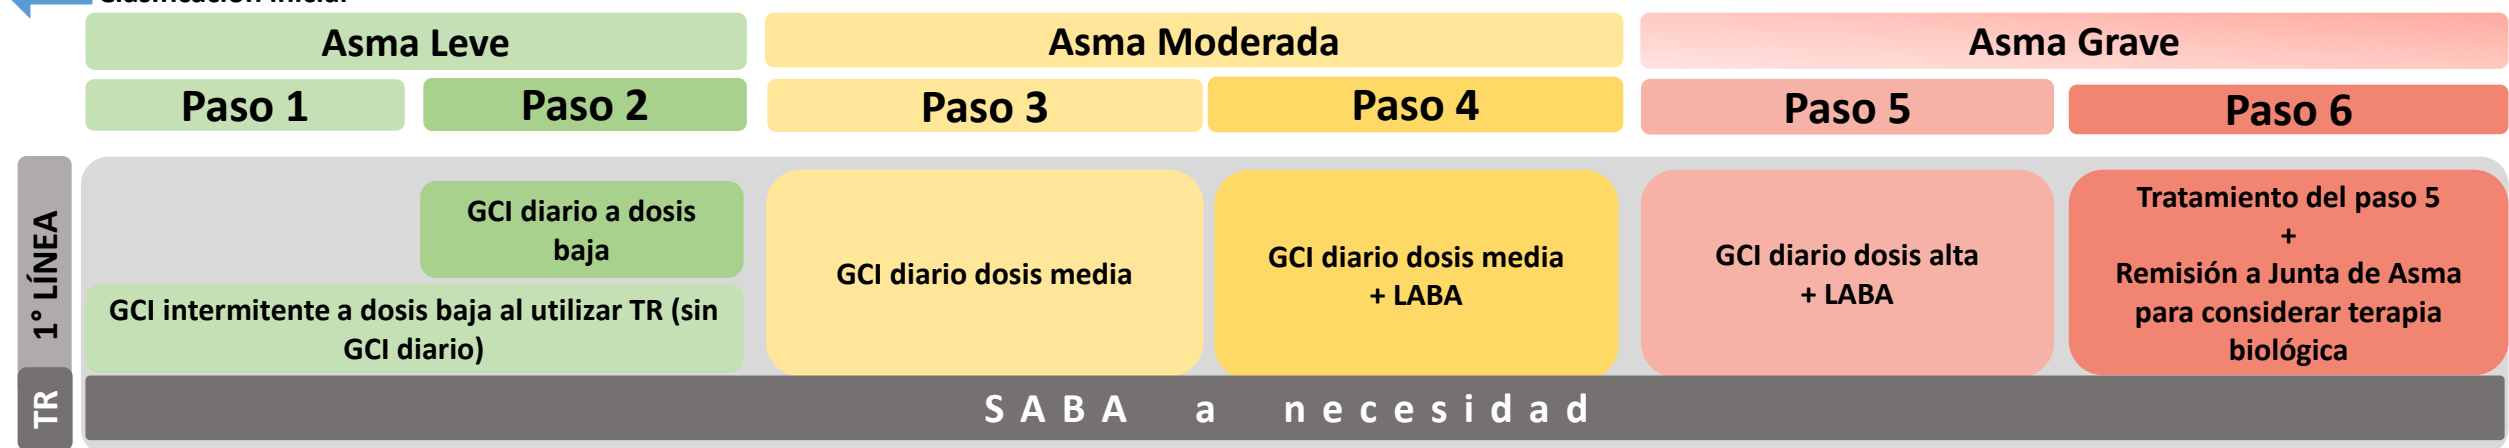 Asma Leve
Asma Moderada
Asma Grave
Paso 1
Paso 2
Paso 3
Paso 4
Paso 5
Paso 6
1° LÍNEA
GCI diario a dosis
baja
GCI intermitente a dosis baja al utilizar TR (sin
GCI diario)
GCI diario dosis media
GCI diario dosis media
+ LABA
GCI diario dosis alta
+ LABA
Tratamiento del paso 5
+
Remisión a Junta de Asma
para considerar terapia
biológica
TR
SABA a necesidad